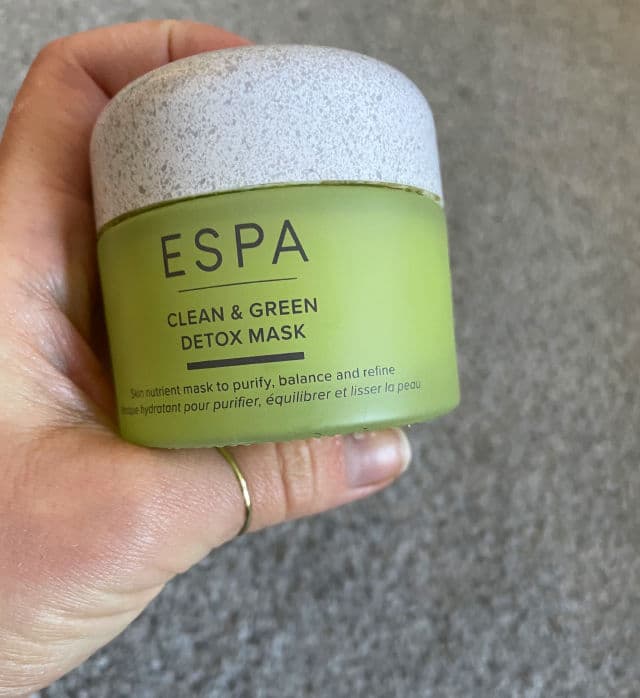 ESPA
CLEAN & GREEN
DETOX MASK
Skin nutrient mask to purify, balance and refine
hydratant pour purifier, équilibrer et lisser la peau